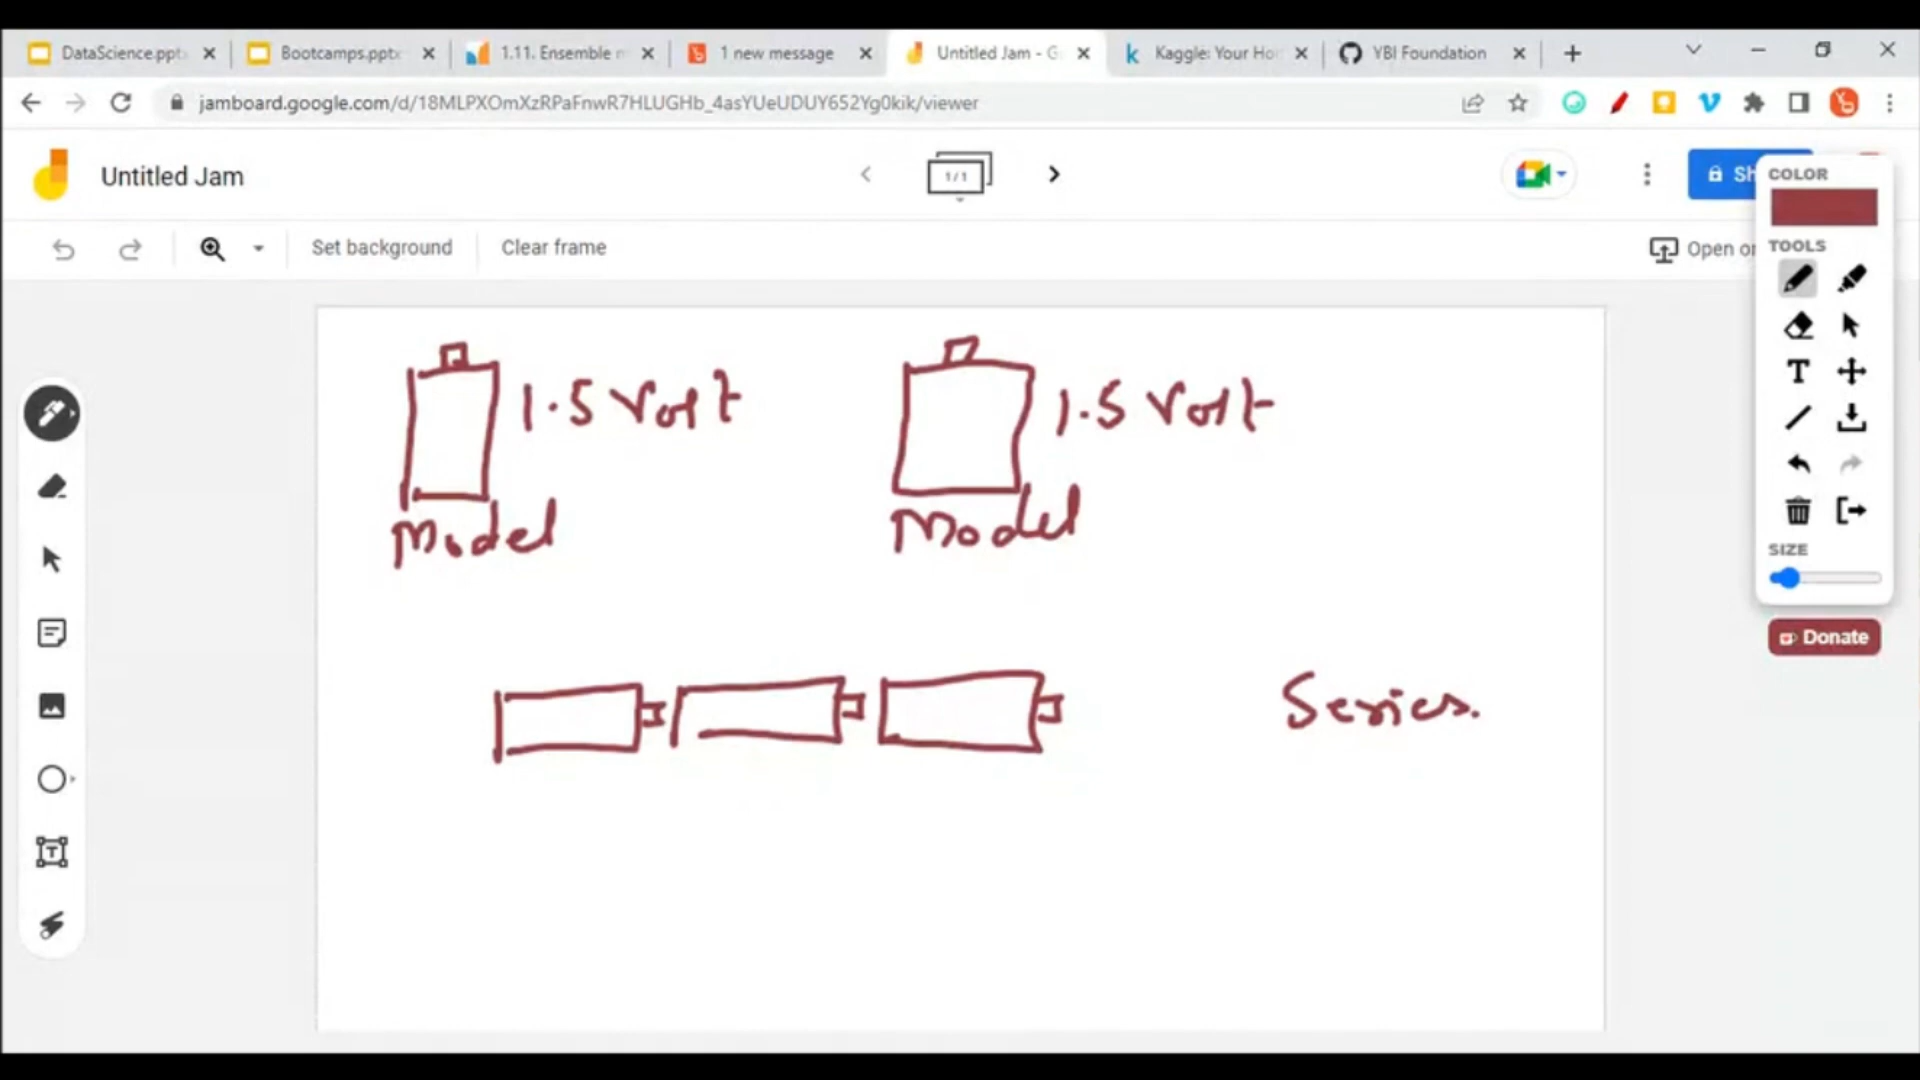 DataScience.ppt
Bootcamps.pptx
1.11. Ensemble m
1 new message
Untitled Jam - G
Kaggle: Your Ho
YBI Foundation
jamboard.google.com/d/18MLPXOmXzRPaFnwR7HLUGHb_4asYUeUDUY652Yg0kik/viewer
Untitled Jam
1/1
Sh
COLOR
Set background
Clear frame
Open on
TOOLS
1.5 Volt
1.5 Volt
Model
Model
SIZE
Donate
Series.